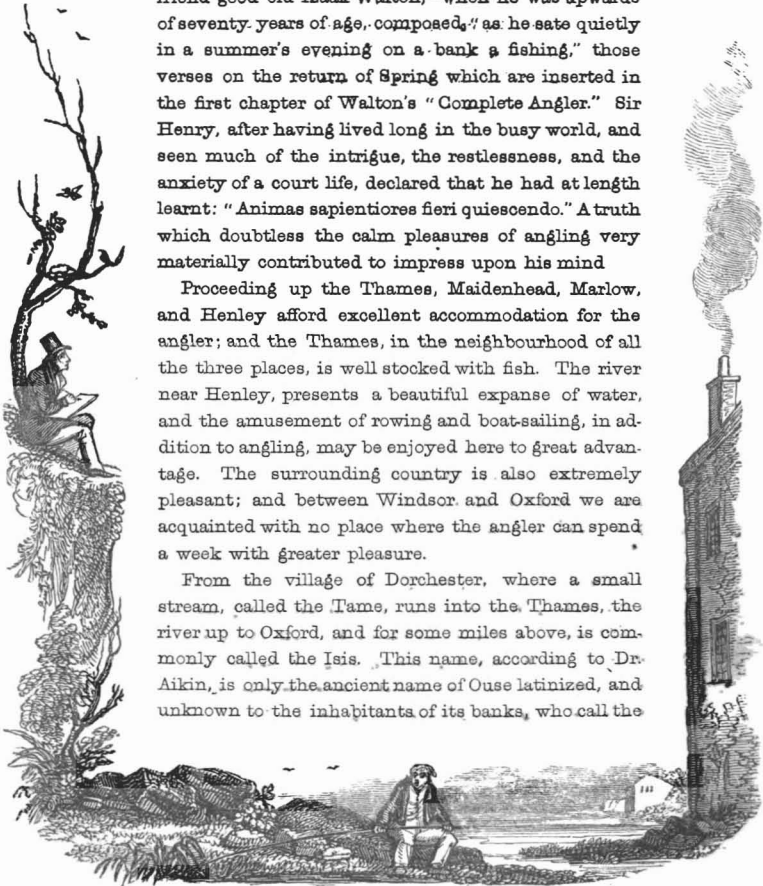 friend good old Izaak Walton, "when he was upwards
of seventy years of age, composed, "as he sate quietly
in a summer's evening on a bank a fishing," those
verses on the return of Spring which are inserted in
the first chapter of Walton's "Complete Angler." Sir
Henry, after having lived long in the busy world, and
seen much of the intrigue, the restlessness, and the
anxiety of a court life, declared that he had at length
learnt: "Animas sapientiores fieri quiescendo." A truth
which doubtless the calm pleasures of angling very
materially contributed to impress upon his mind
Proceeding up the Thames, Maidenhead, Marlow,
and Henley afford excellent accommodation for the
angler; and the Thames, in the neighbourhood of all
the three places, is well stocked with fish. The river
near Henley, presents a beautiful expanse of water,
and the amusement of rowing and boat-sailing, in ad-
dition to angling, may be enjoyed here to great advan-
tage. The surrounding country is also extremely
pleasant; and between Windsor and Oxford we are
acquainted with no place where the angler can spend
a week with greater pleasure.
From the village of Dorchester, where a small
stream, called the Tame, runs into the Thames, the
river up to Oxford, and for some miles above, is com-
monly called the Isis. This name, according to Dr.
Aikin, is only the ancient name of Ouse latinized, and
unknown to the inhabitants of its banks, who call the